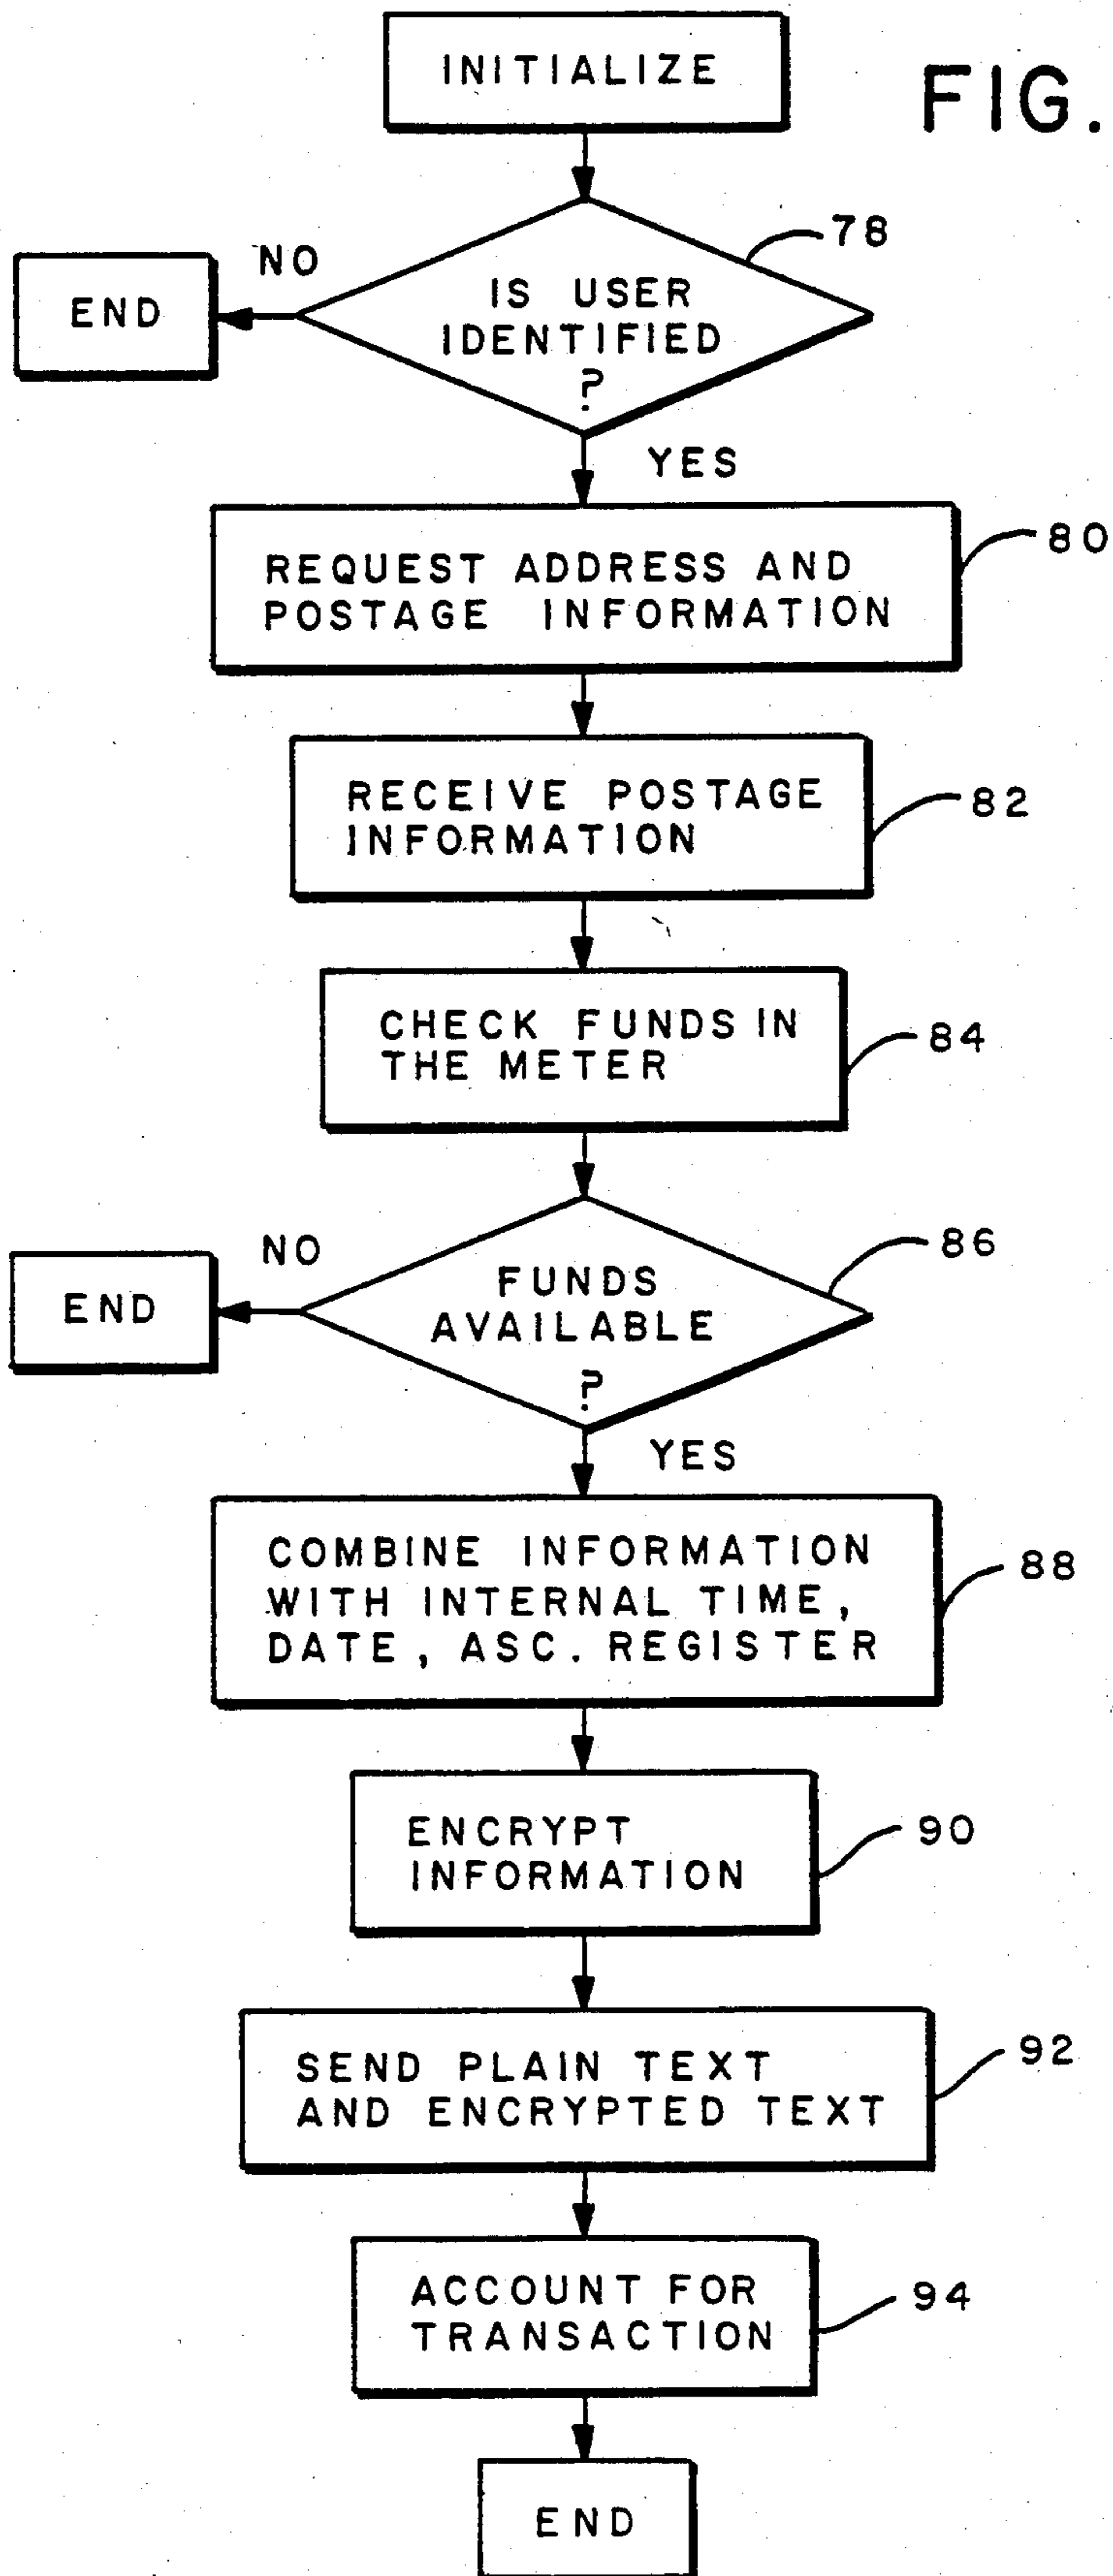 INITIALIZE
FIG.
78
NO
END
IS USER
IDENTIFIED
?
YES
80
REQUEST ADDRESS AND
POSTAGE INFORMATION
82
RECEIVE POSTAGE
INFORMATION
84
CHECK FUNDS IN
THE METER
86
NO
END
FUNDS
AVAILABLE
?
YES
88
COMBINE INFORMATION
WITH INTERNAL TIME,
DATE, ASC. REGISTER
90
ENCRYPT
INFORMATION
92
SEND PLAIN TEXT
AND ENCRYPTED TEXT
94
ACCOUNT FOR
TRANSACTION
END